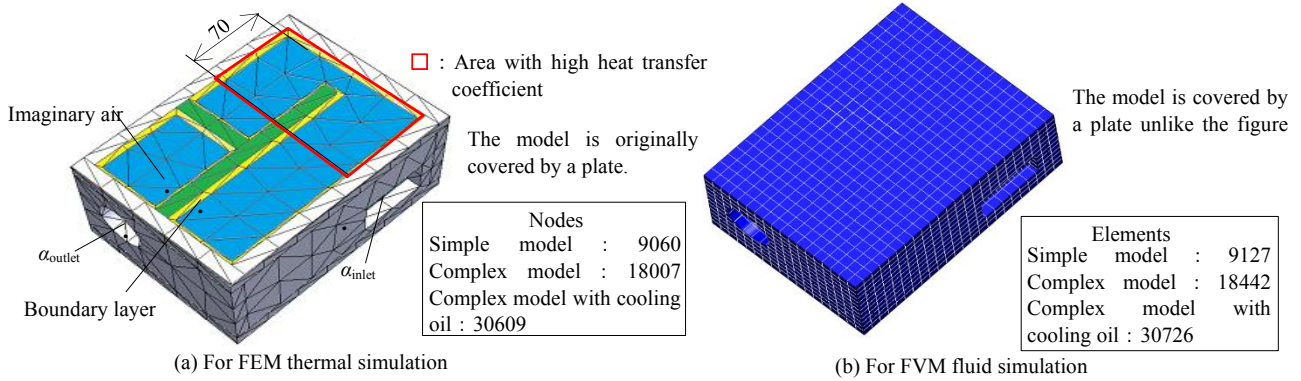 70
: Area with high heat transfer
coefficient
Imaginary air
The model is originally
covered by a plate.
αoutlet
αinlet
Boundary layer
Nodes
Simple model : 9060
Complex model : 18007
Complex model with cooling
oil : 30609
(a) For FEM thermal simulation
The model is covered by
a plate unlike the figure
Elements
Simple model : 9127
Complex model : 18442
Complex model with
cooling oil : 30726
(b) For FVM fluid simulation